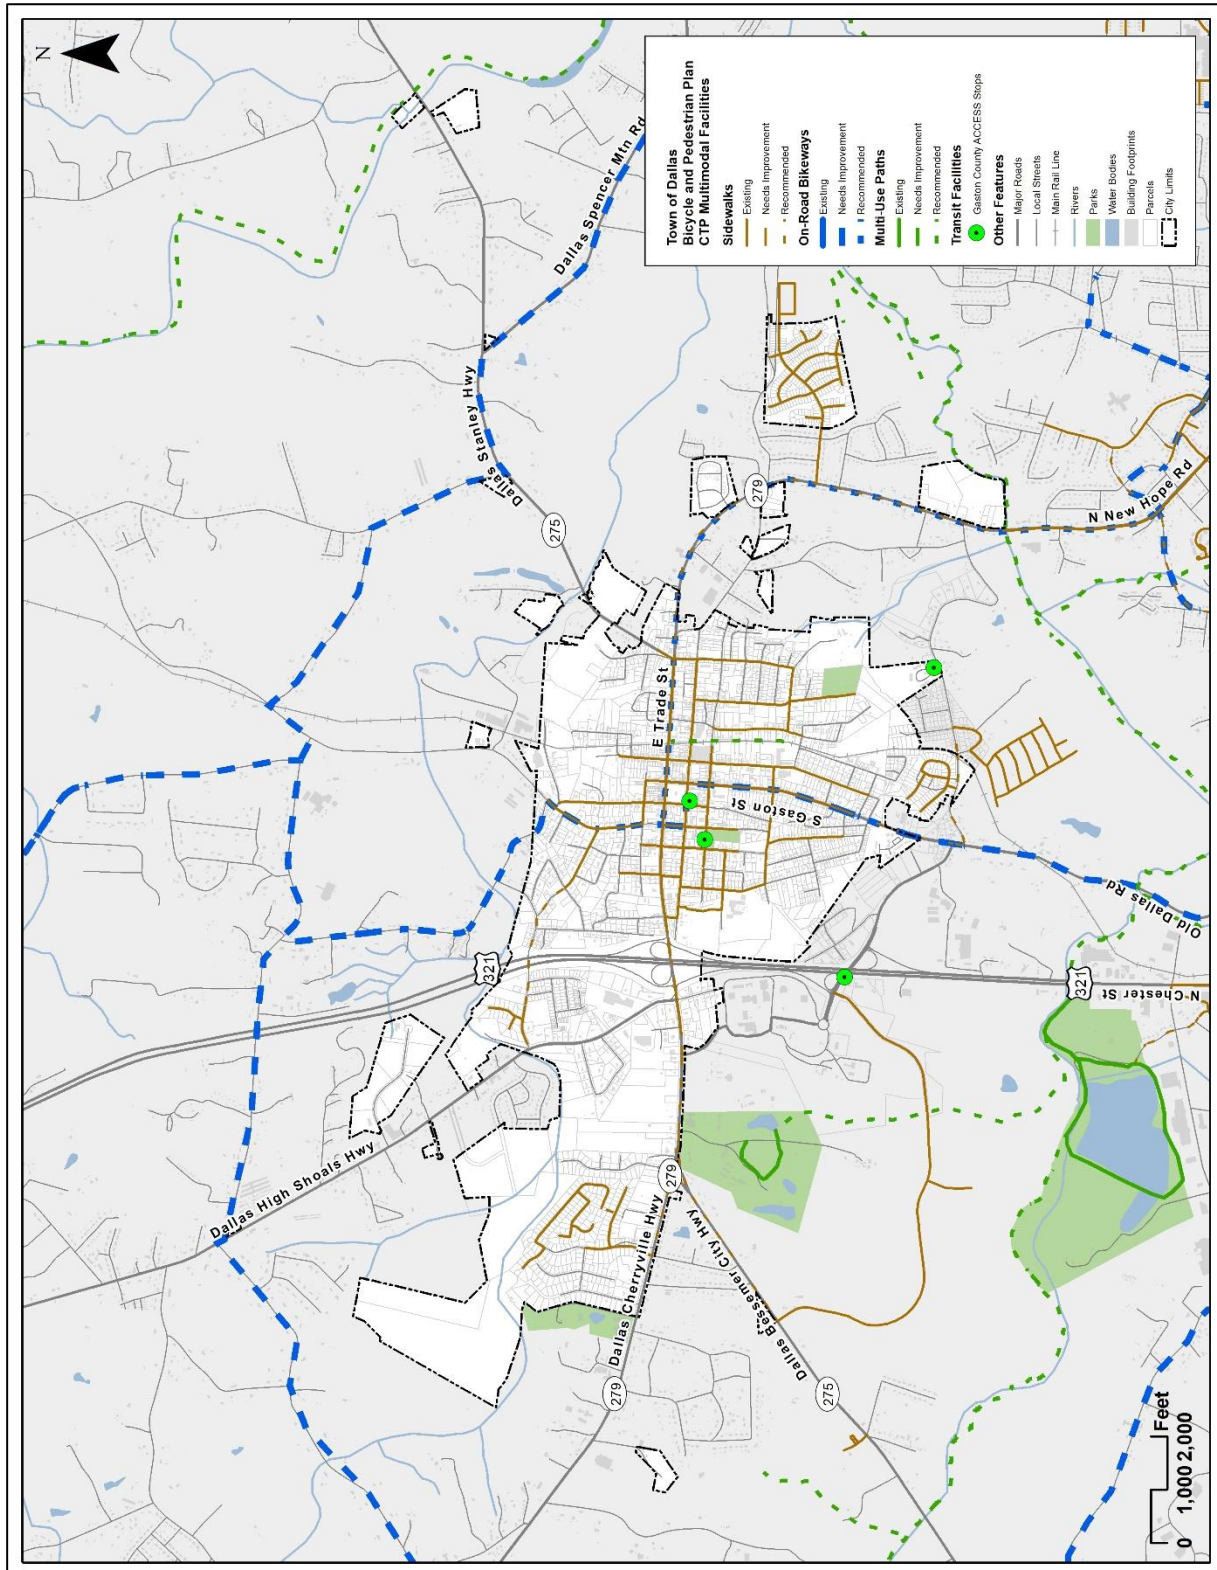 N
Dallas Spencer Mtn Rd
Dallas Stanley Hwy
275
279
N New Hope Rd
E Trade St
S Gaston St
Old Dallas Rd
321
321
N Chester St
Dallas High Shoals Hwy
279
Dallas Cherryville Hwy
Dallas Bessemer City Hwy
279
275
0 1,000 2,000
Feet
Town of Dallas
Bicycle and Pedestrian Plan
CTP Multimodal Facilities
Sidewalks
Existing
Needs Improvement
Recommended
On-Road Bikeways
Existing
Needs Improvement
Recommended
Multi-Use Paths
Existing
Needs Improvement
Recommended
Transit Facilities
Gaston County ACCESS Stops
Other Features
Major Roads
Local Streets
Main Rail Line
Rivers
Parks
Water Bodies
Building Footprints
Parcels
City Limits